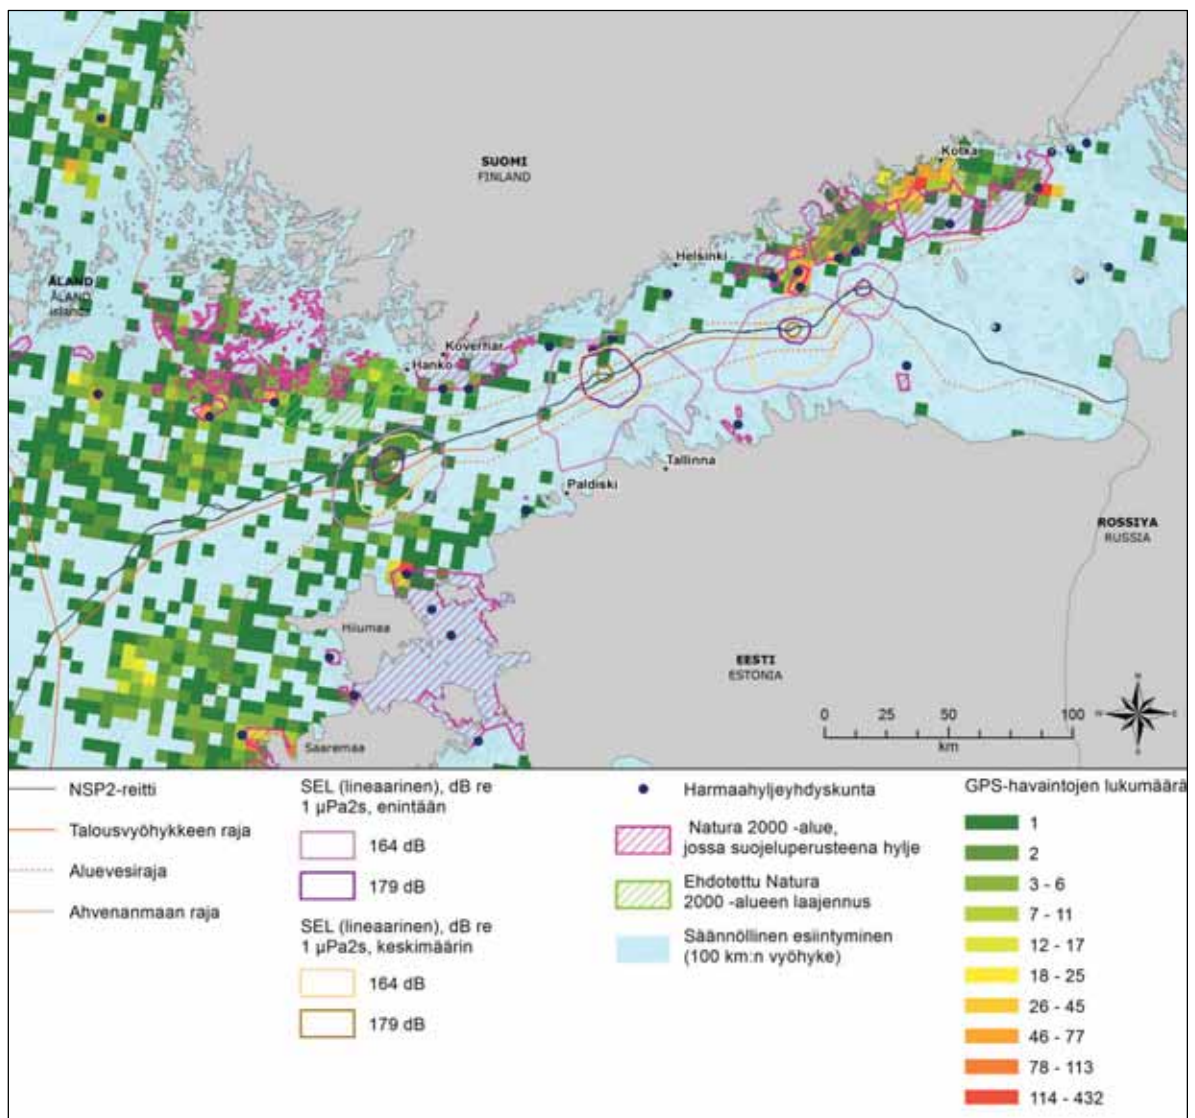 Kotka
SUOMI
FINLAND
Helsinki
ÅLAND
ÅLAND
islands
Koverhar
Hanko
Tallinna
Paldiski
ROSSIYA
RUSSIA
Hiiumaa
EESTI
ESTONIA
N
W
E
S
0 25 50 100
km
Saaremaa
NSP2-reitti
Talousvyöhykkeen raja
Aluevesiraja
Ahvenanmaan raja
SEL (lineaarinen), dB re
1 µPa2s, enintään
164 dB
179 dB
SEL (lineaarinen), dB re
1 µPa2s, keskimäärin
164 dB
179 dB
Harmaahyljeyhdyskunta
Natura 2000 -alue,
jossa suojeluperusteena hylje
Ehdotettu Natura
2000 -alueen laajennus
Säännöllinen esiintyminen
(100 km:n vyöhyke)
GPS-havaintojen lukumäärä
1
2
3 - 6
7 - 11
12 - 17
18 - 25
26 - 45
46 - 77
78 - 113
114 - 432